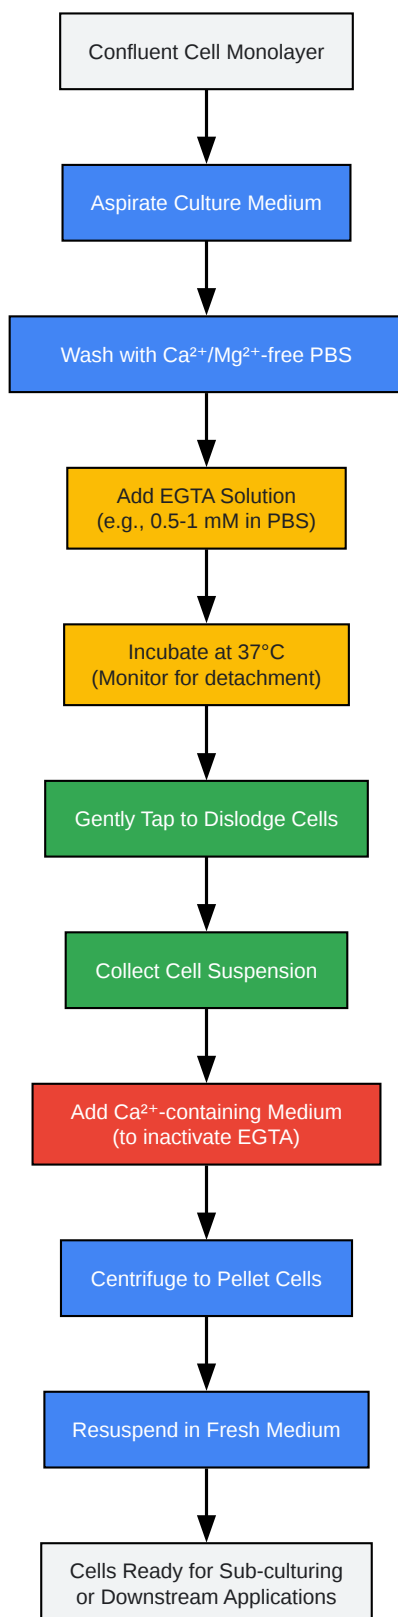 Confluent Cell Monolayer
Aspirate Culture Medium
Wash with Ca²⁺/Mg²⁺-free PBS
Add EGTA Solution
(e.g., 0.5-1 mM in PBS)
Incubate at 37°C
(Monitor for detachment)
Gently Tap to Dislodge Cells
Collect Cell Suspension
Add Ca²⁺-containing Medium
(to inactivate EGTA)
Centrifuge to Pellet Cells
Resuspend in Fresh Medium
Cells Ready for Sub-culturing
or Downstream Applications